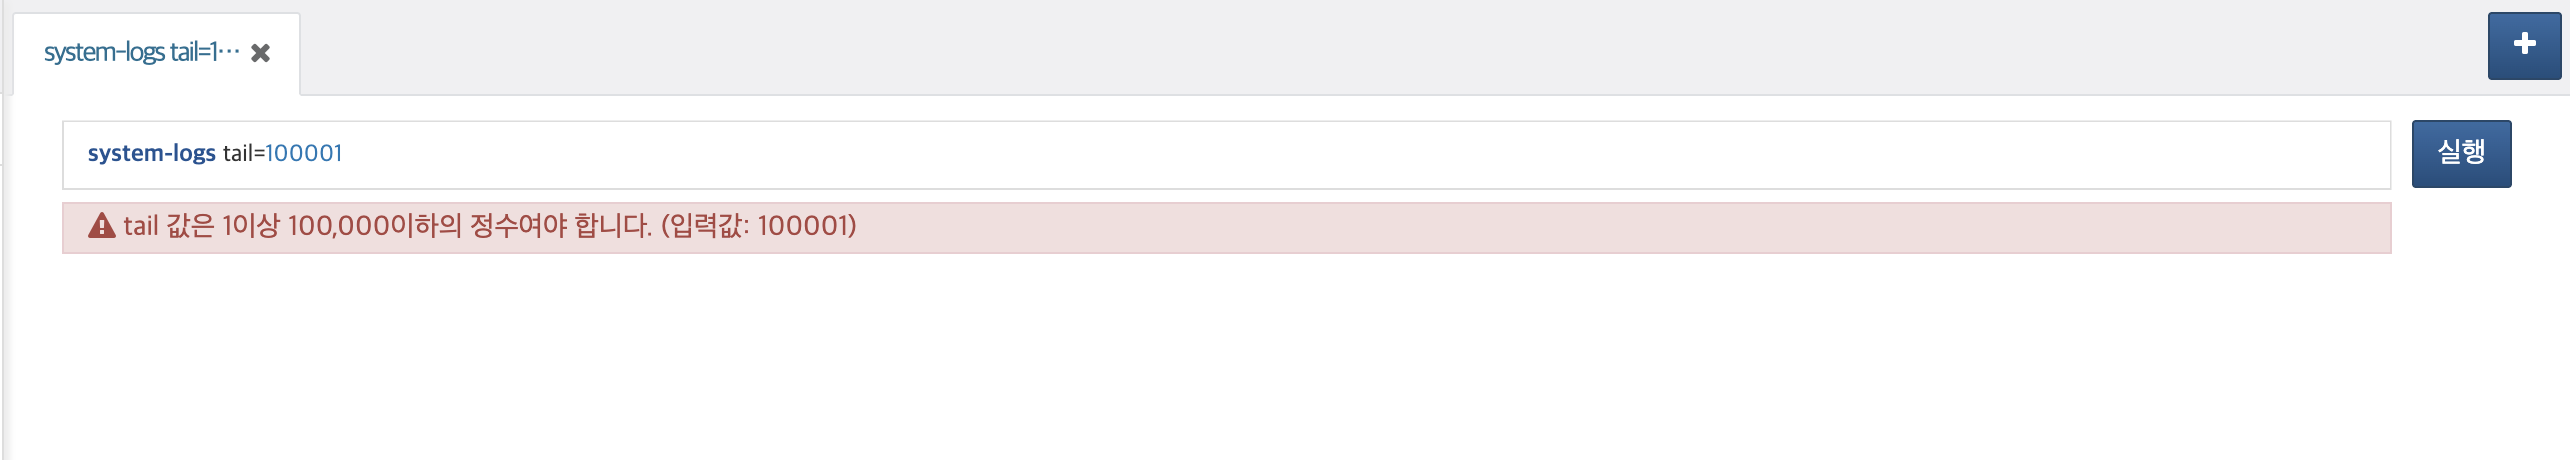 system-logs tail=1···
system-logs tail=100001
실행
tail 값은 1이상 100,000이하의 정수여야 합니다. (입력값: 100001)